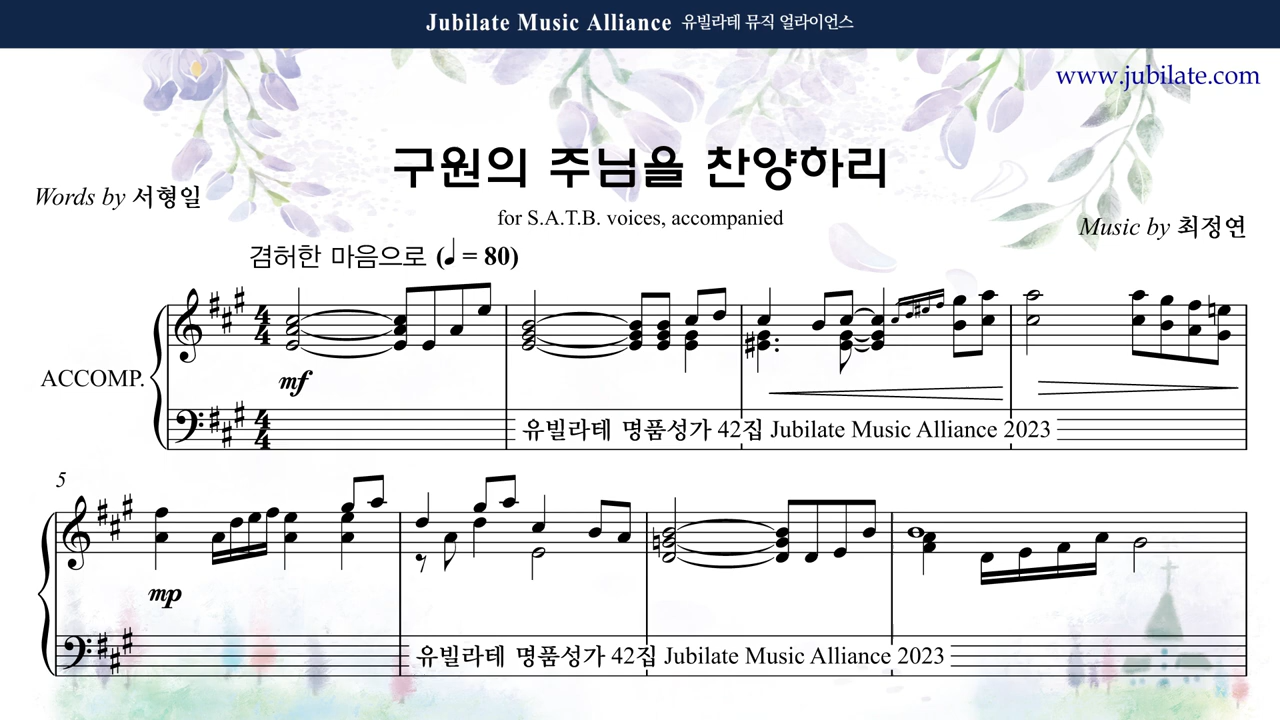 Jubilate Music Alliance 유빌라테 뮤직 얼라이언스
www.jubilate.com
구원의 주님을 찬양하리
Words by 서형일
for S.A.T.B. voices, accompanied
Music by 최정연
겸허한 마음으로 (♩ = 80)
4 4
ACCOMP.
mf
4 4
유빌라테 명품성가 42집 Jubilate Music Alliance 2023
5
mp
유빌라테 명품성가 42집 Jubilate Music Alliance 2023